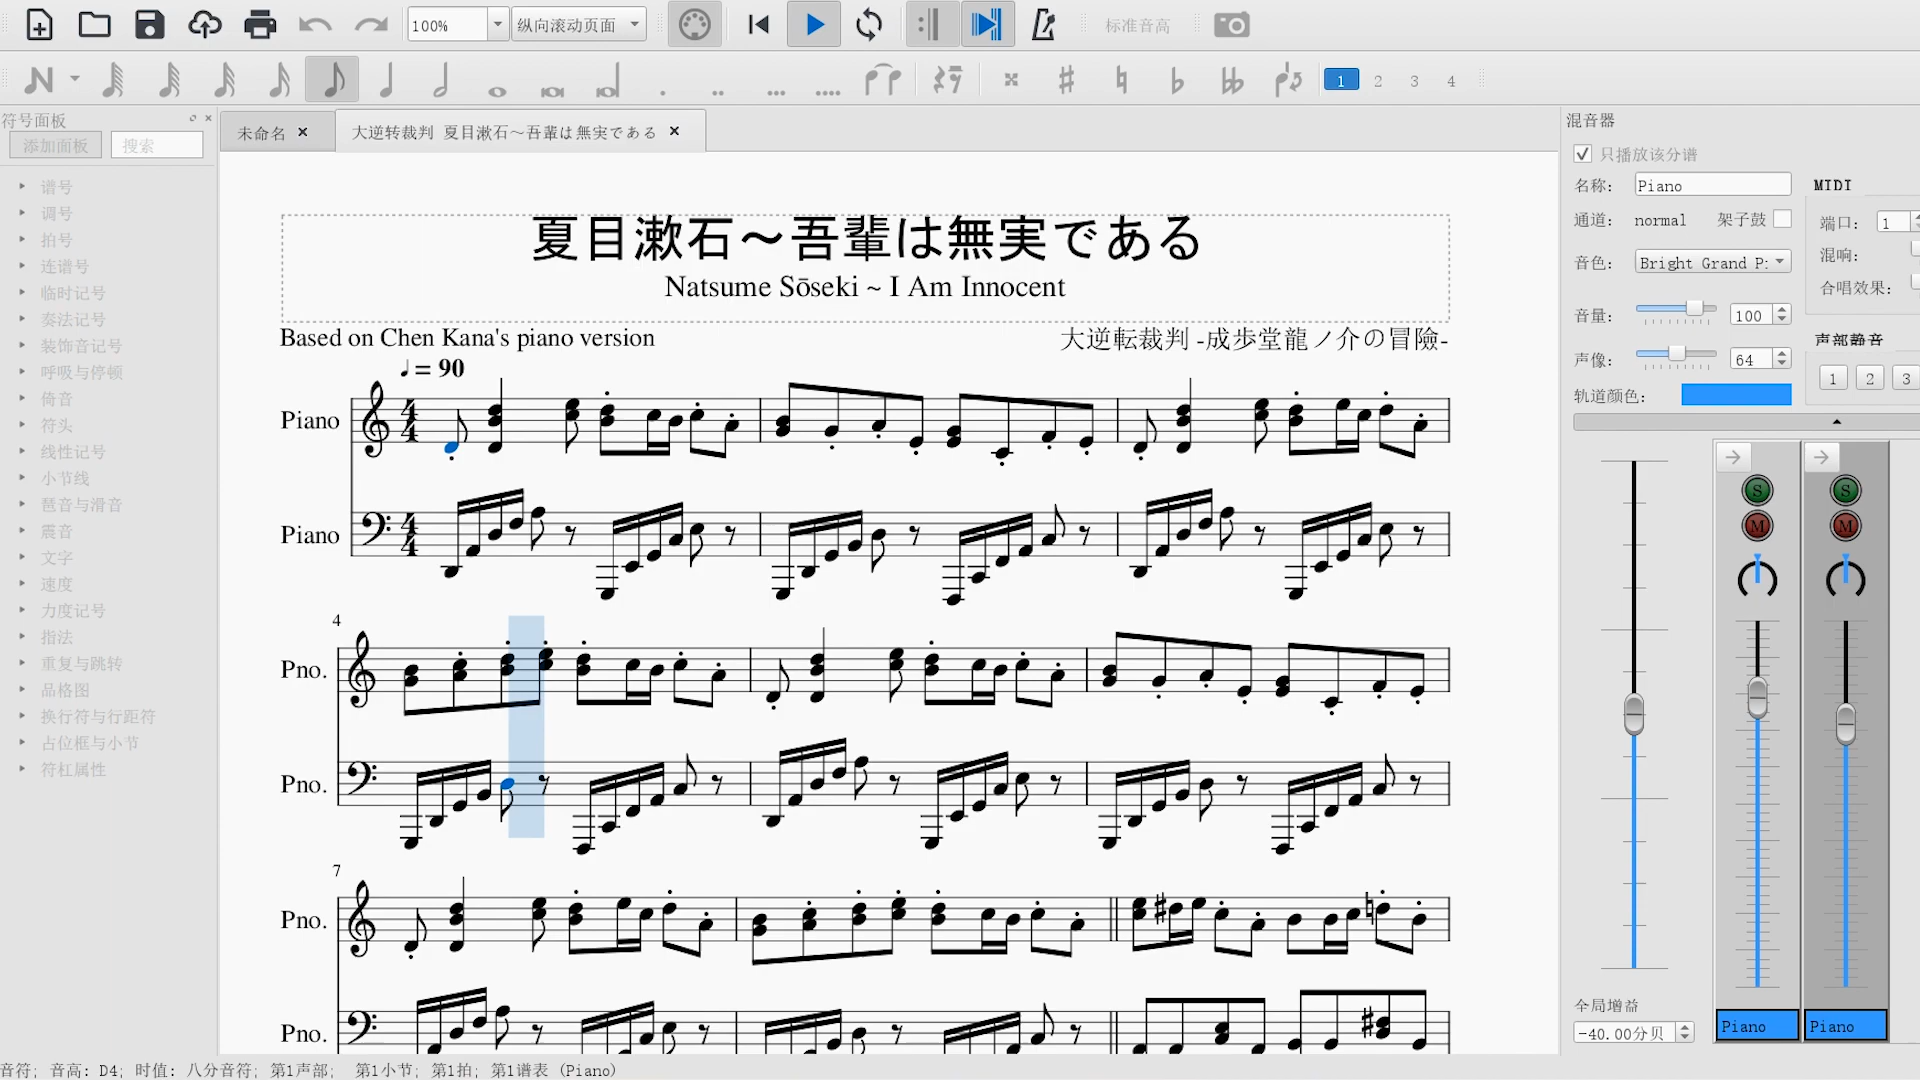 100%
纵向滚动页面
标准音高
1 2 3 4
符号面板
添加面板
搜索
谱号
调号
拍号
连谱号
临时记号
奏法记号
装饰音记号
呼吸与停顿
倚音
符头
线性记号
小节线
琶音与滑音
震音
文字
速度
力度记号
指法
重复与跳转
品格图
换行符与行距符
占位框与小节
符杠属性
未命名
大逆转裁判 夏目漱石～吾輩は無実である
夏目漱石～吾輩は無実である
Natsume Sōseki ~ I Am Innocent
Based on Chen Kana's piano version
大逆転裁判 -成歩堂龍ノ介の冒險-
♩= 90
Piano
Piano
4
Pno.
Pno.
7
Pno.
Pno.
混音器
只播放该分谱
名称: Piano
MIDI
通道: normal 架子鼓
端口: 1
混响:
音色: Bright Grand P:
合唱效果:
音量: 100
声部静音
声像: 64
1 2 3
轨道颜色:
S S
M M
全局增益
-40.00分贝
Piano Piano
音符; 音高: D4; 时值: 八分音符; 第1声部; 第1小节; 第1拍; 第1谱表 (Piano)